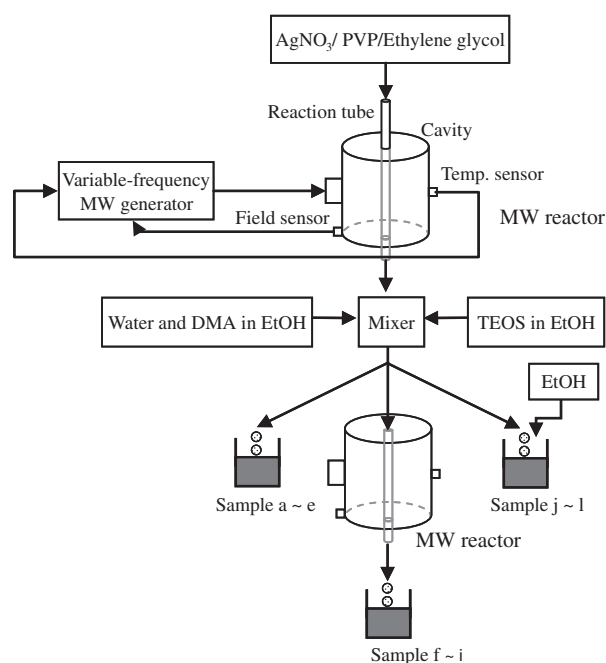 AgNO3/ PVP/Ethylene glycol
Reaction tube
Cavity
Variable-frequency
MW generator
Temp. sensor
Field sensor
MW reactor
Water and DMA in EtOH
Mixer
TEOS in EtOH
EtOH
Sample a ~ e
Sample j ~ l
MW reactor
Sample f ~ i